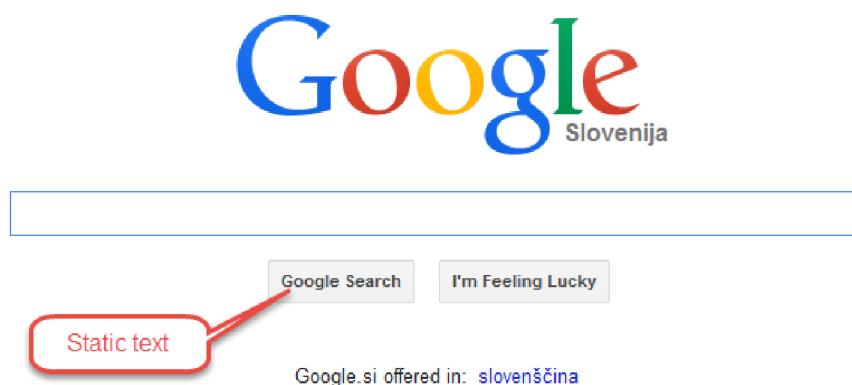 Google
Slovenija
Google Search
I'm Feeling Lucky
Static text
Google.si offered in: slovenščina